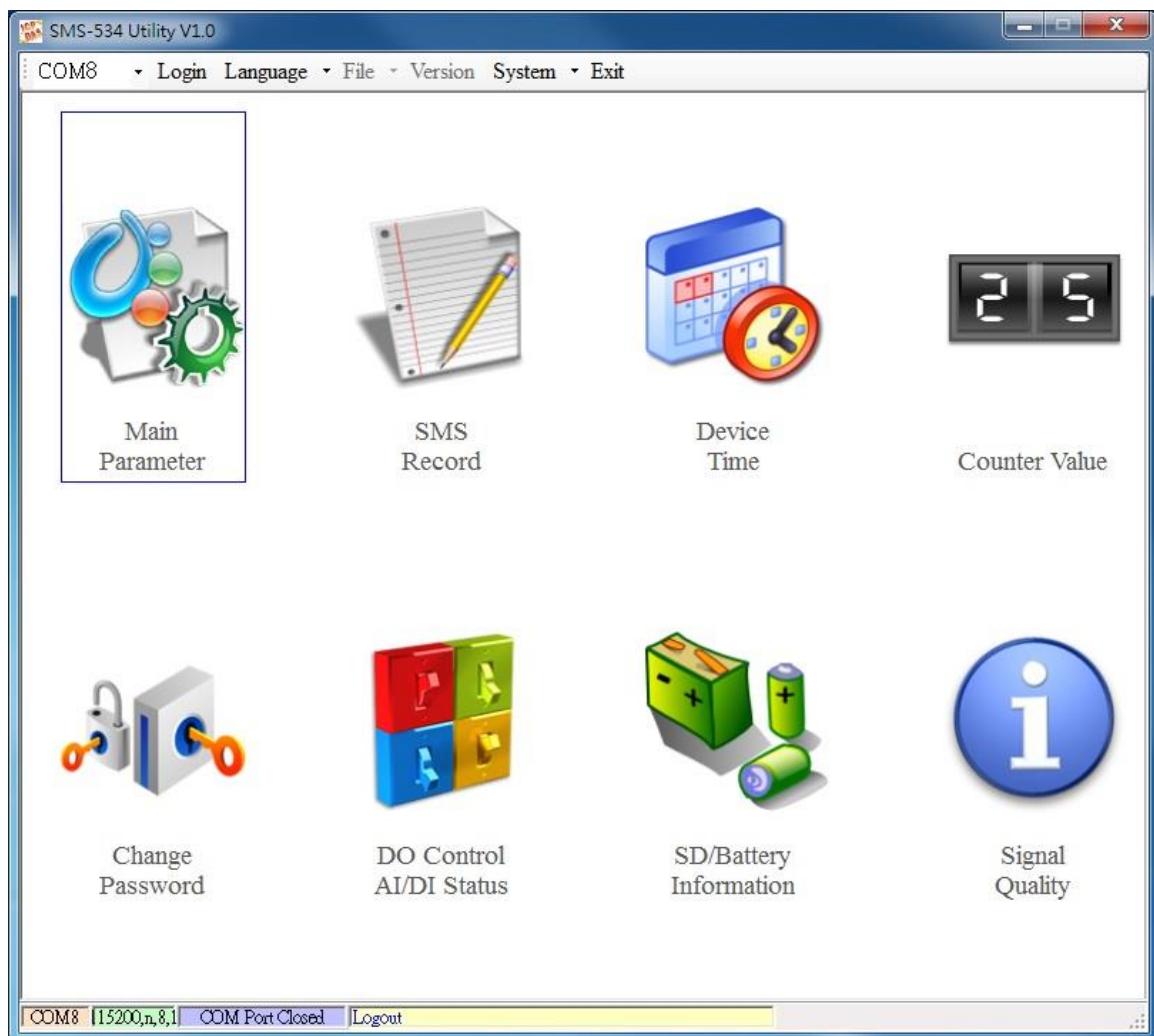 SMS-534 Utility V1.0
COM8 Login Language File Version System Exit
Main
Parameter
SMS
Record
Device
Time
25
Counter Value
Change
Password
DO Control
AI/DI Status
SD/Battery
Information
Signal
Quality
COM8 115200,n,8,1 COM Port Closed Logout